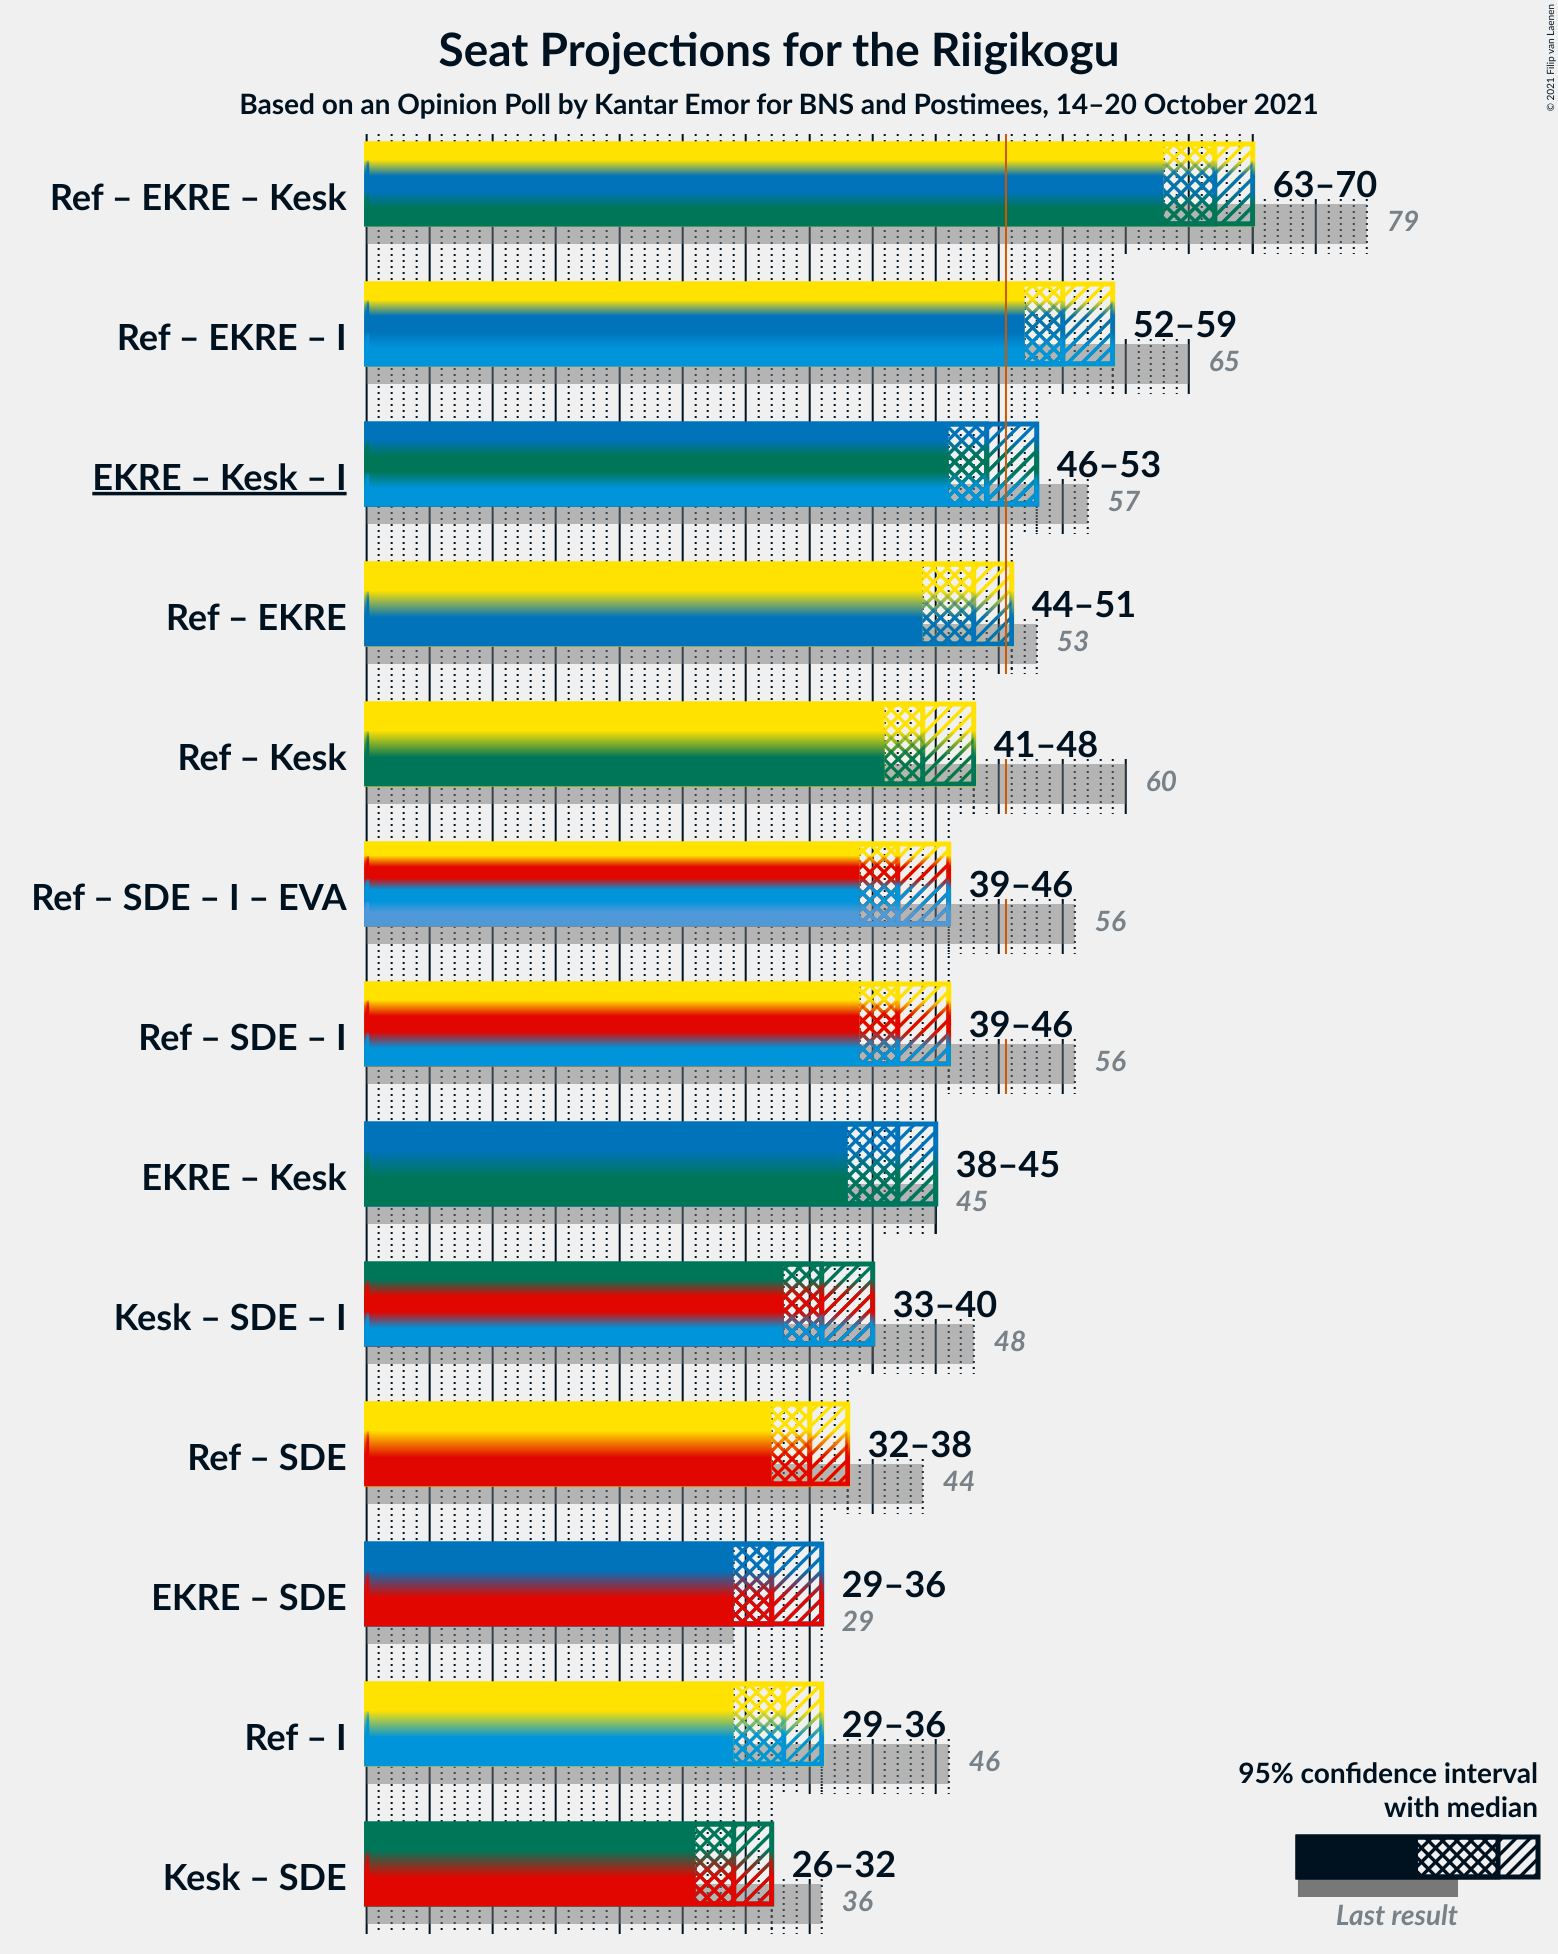 Seat Projections for the Riigikogu
Based on an Opinion Poll by Kantar Emor for BNS and Postimees, 14–20 October 2021
© 2021 Filip van Laenen
Ref – EKRE – Kesk
63–70
79
Ref – EKRE – I
52–59
65
EKRE – Kesk – I
46–53
57
Ref – EKRE
44–51
53
Ref – Kesk
41–48
60
Ref – SDE – I – EVA
39–46
56
Ref – SDE – I
39–46
56
EKRE – Kesk
38–45
45
Kesk – SDE – I
33–40
48
Ref – SDE
32–38
44
EKRE – SDE
29–36
29
Ref – I
29–36
46
Kesk – SDE
26–32
36
95% confidence interval
with median
Last result